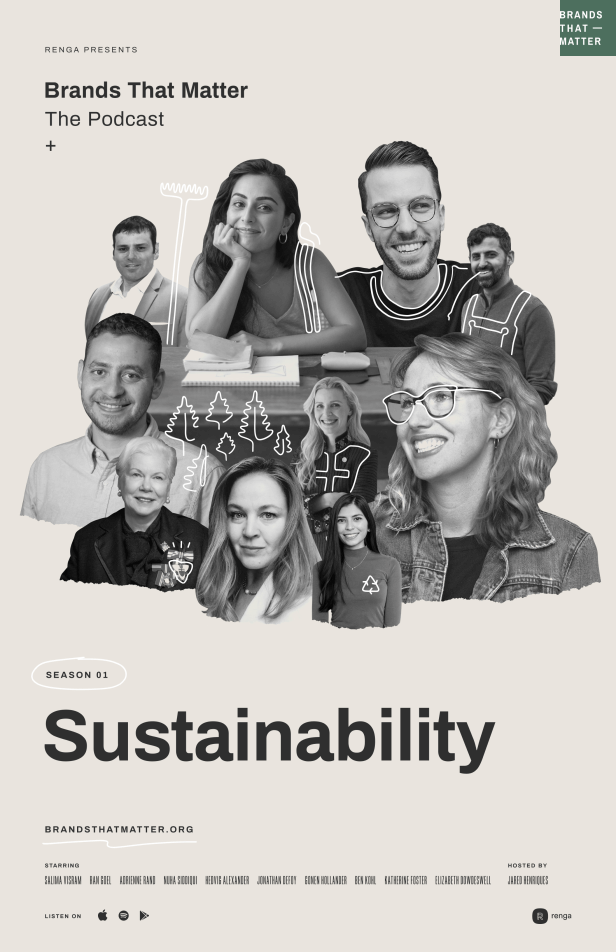 BRANDS
THAT —
MATTER
RENGA PRESENTS
Brands That Matter
The Podcast
+
SEASON 01
Sustainability
BRANDSTHATMATTER.ORG
STARRING
HOSTED BY
SALIMA VISRAM RAN GOEL ADRIENNE RAND NUHA SIDDIQUI HEDVIG ALEXANDER JONATHAN DEFOY GONEN HOLLANDER BEN KOHL KATHERINE FOSTER ELIZABETH DOWDESWELL
JARED HENRIQUES
LISTEN ON
R renga